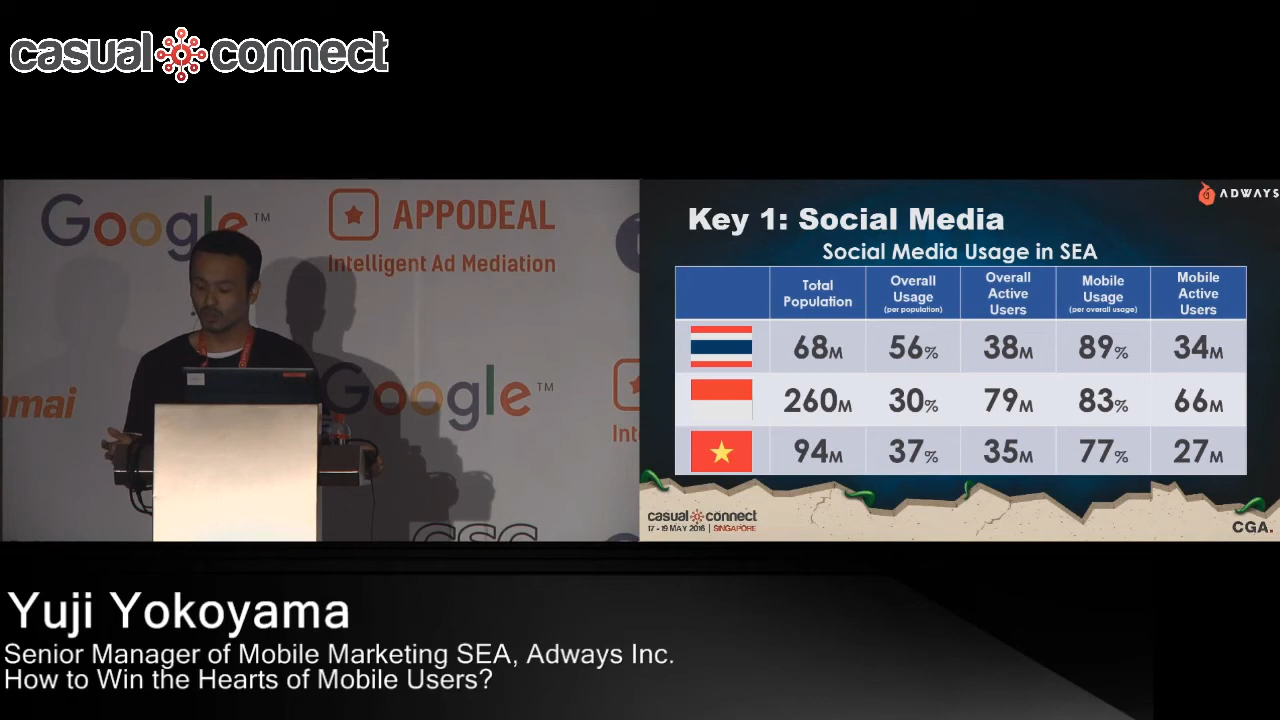 casual connect
Google™
APPODEAL
Intelligent Ad Mediation
Google™
CSC
ADWAYS
Key 1: Social Media
Social Media Usage in SEA
Total Population
Overall Usage (per population)
Overall Active Users
Mobile Usage (per overall usage)
Mobile Active Users
68M 56% 38M 89% 34M
260M 30% 79M 83% 66M
94M 37% 35M 77% 27M
casual connect
17 - 19 MAY 2016 | SINGAPORE
CGA.
Yuji Yokoyama
Senior Manager of Mobile Marketing SEA, Adways Inc.
How to Win the Hearts of Mobile Users?